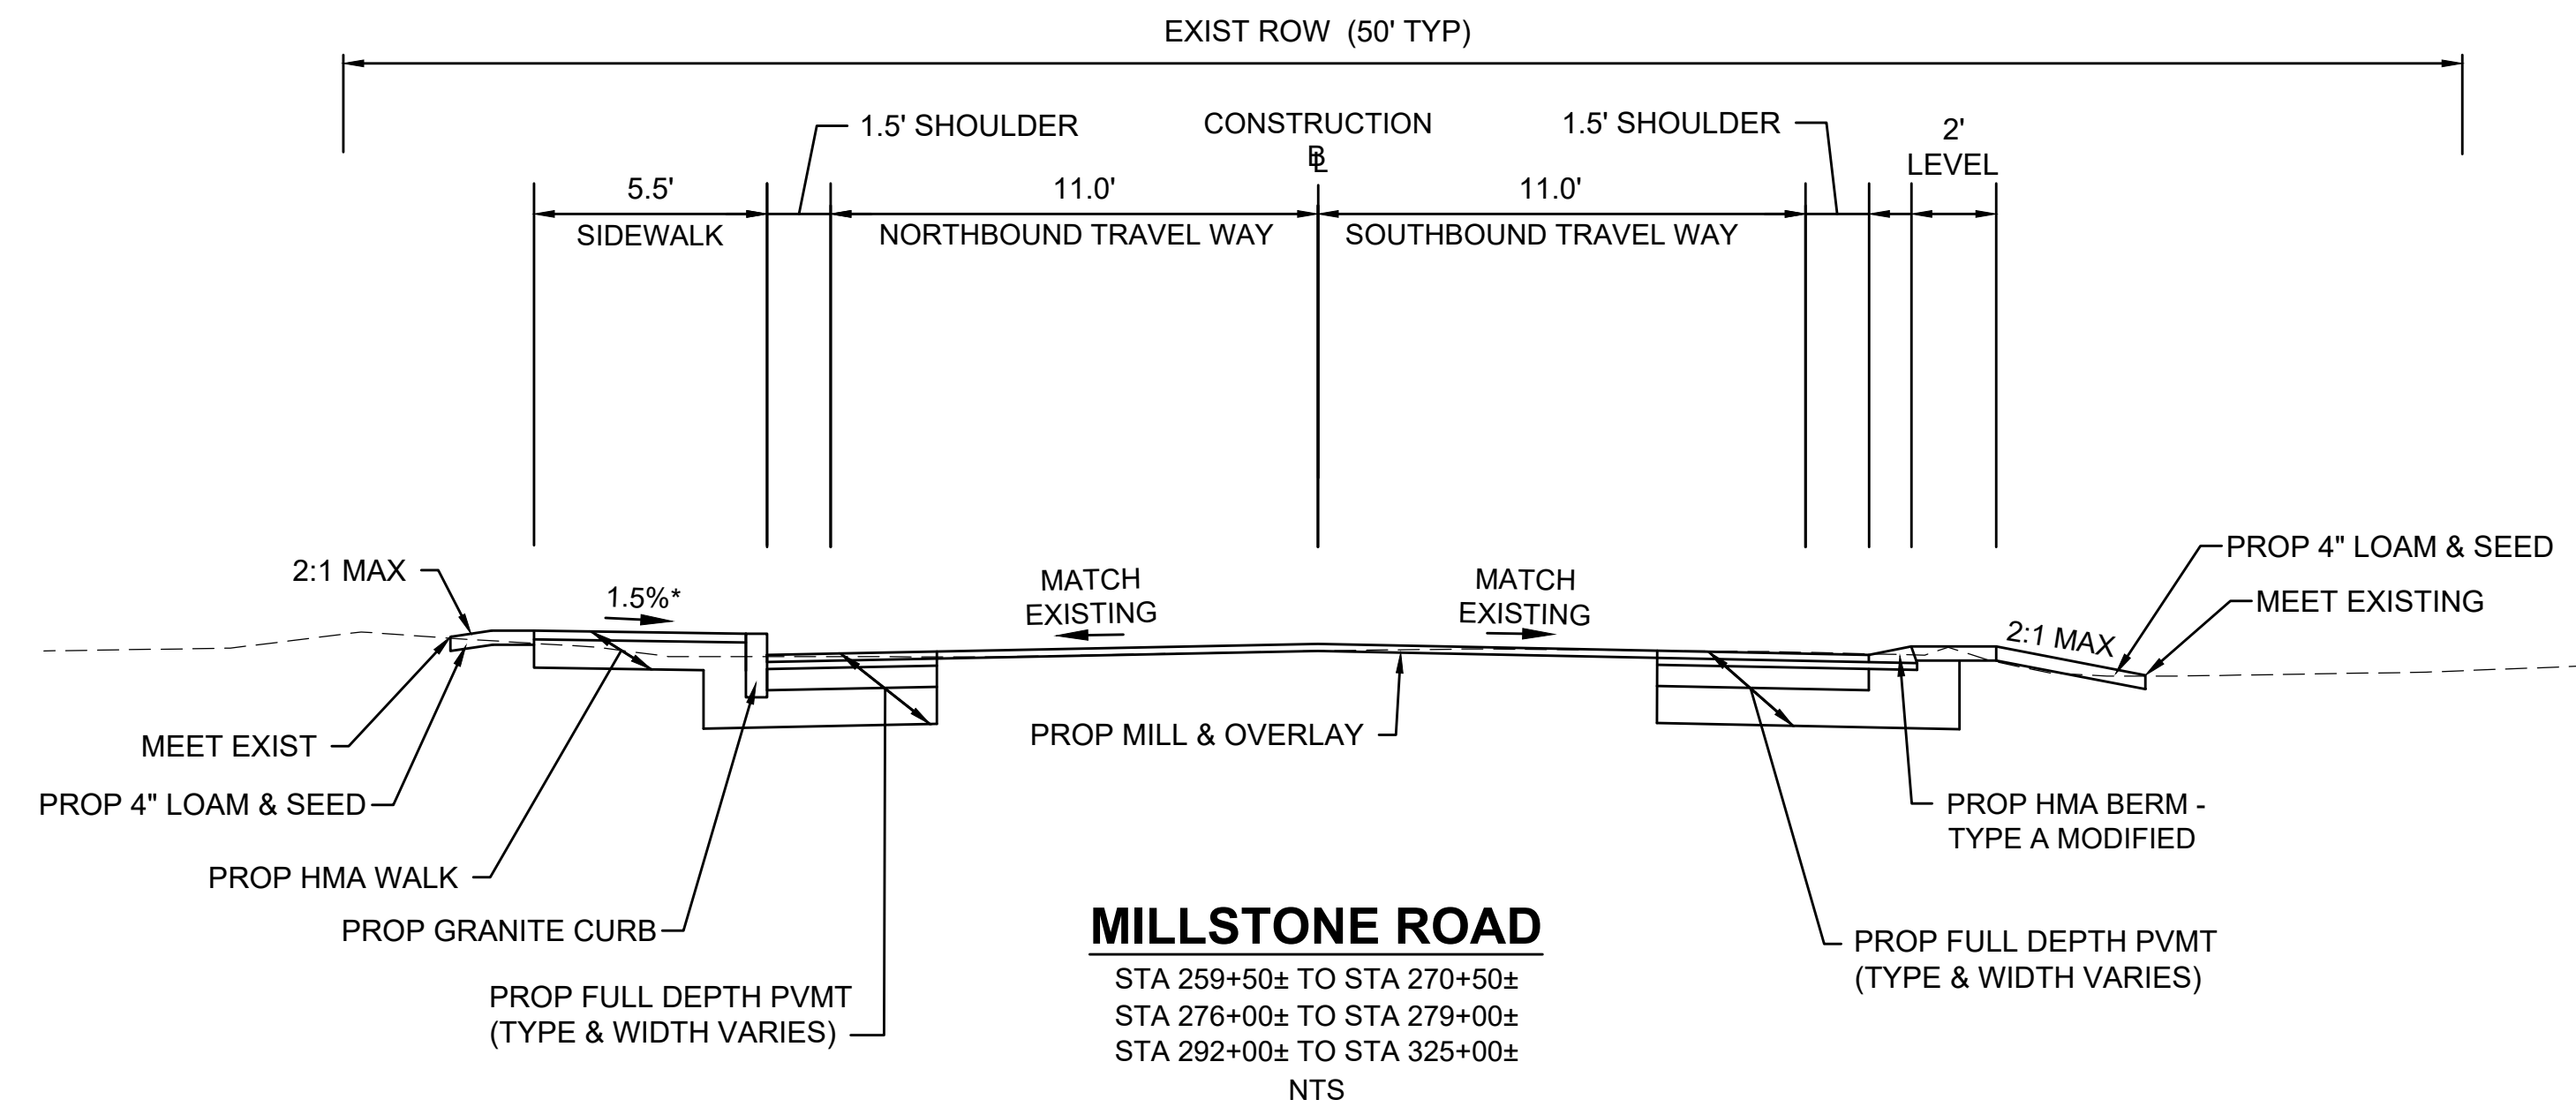 EXIST ROW (50' TYP)
1.5' SHOULDER
CONSTRUCTION
BL
1.5' SHOULDER
2'
LEVEL
5.5'
SIDEWALK
11.0'
NORTHBOUND TRAVEL WAY
11.0'
SOUTHBOUND TRAVEL WAY
2:1 MAX
1.5%*
MATCH
EXISTING
MATCH
EXISTING
2:1 MAX
PROP 4" LOAM & SEED
MEET EXISTING
MEET EXIST
PROP 4" LOAM & SEED
PROP HMA WALK
PROP GRANITE CURB
PROP FULL DEPTH PVMT
(TYPE & WIDTH VARIES)
PROP MILL & OVERLAY
PROP HMA BERM -
TYPE A MODIFIED
PROP FULL DEPTH PVMT
(TYPE & WIDTH VARIES)
MILLSTONE ROAD
STA 259+50± TO STA 270+50±
STA 276+00± TO STA 279+00±
STA 292+00± TO STA 325+00±
NTS